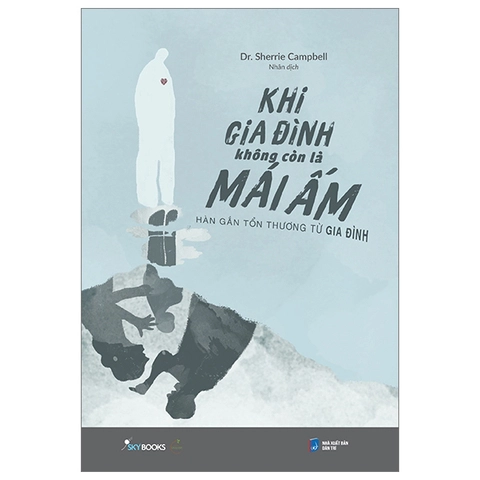 Dr. Sherrie Campbell
Nhân dịch
KHI
GIA ĐÌNH
không còn là
MÁI ẤM
HÀN GẮN TỔN THƯƠNG TỪ GIA ĐÌNH
SKYBOOKS
NHÀ XUẤT BẢN
DÂN TRÍ